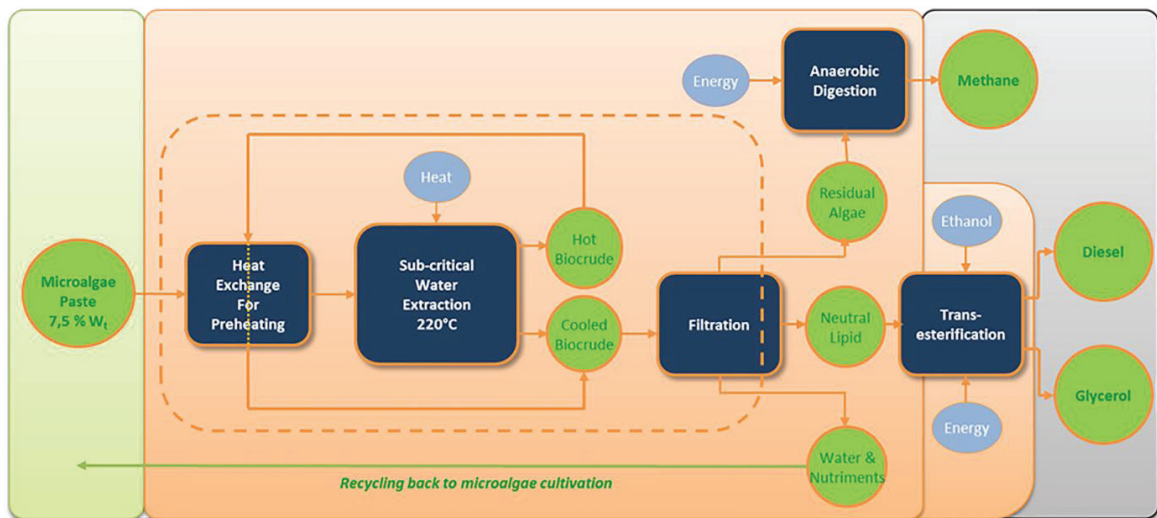 Energy
Anaerobic
Digestion
Methane
Heat
Residual
Algae
Ethanol
Hot
Biocrude
Diesel
Microalgae
Paste
7,5 % Wt
Heat
Exchange
For
Preheating
Sub-critical
Water
Extraction
220°C
Cooled
Biocrude
Filtration
Neutral
Lipid
Trans-
esterification
Glycerol
Energy
Water &
Nutriments
Recycling back to microalgae cultivation